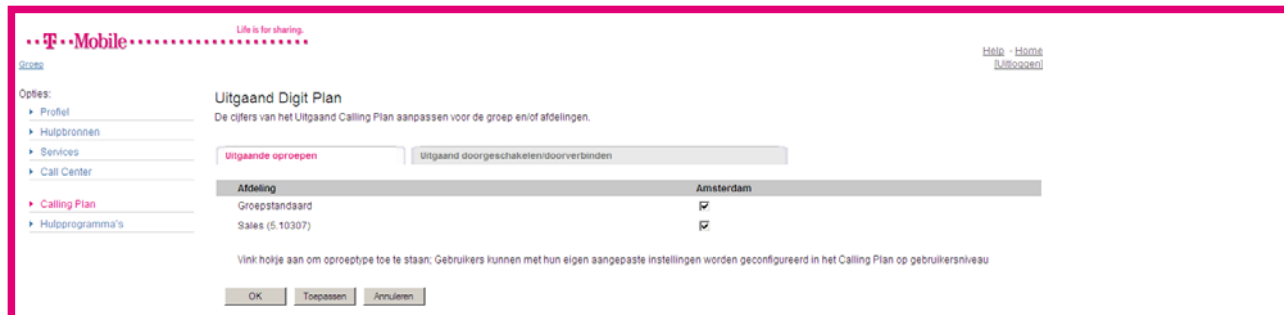 Life is for sharing.
T Mobile
Help - Home
Groep
[Uitloggen]
Opties:
Profiel
Hulpbronnen
Services
Call Center
Calling Plan
Hulpprogramma's
Uitgaand Digit Plan
De cijfers van het Uitgaand Calling Plan aanpassen voor de groep en/of afdelingen.
Uitgaande oproepen
Uitgaand doorgeschakelen/doorverbinden
Afdeling Amsterdam
Groepstandaard
Sales (5.10307)
Vink hokje aan om oproeptype toe te staan; Gebruikers kunnen met hun eigen aangepaste instellingen worden geconfigureerd in het Calling Plan op gebruikersniveau
OK Toepassen Annuleren